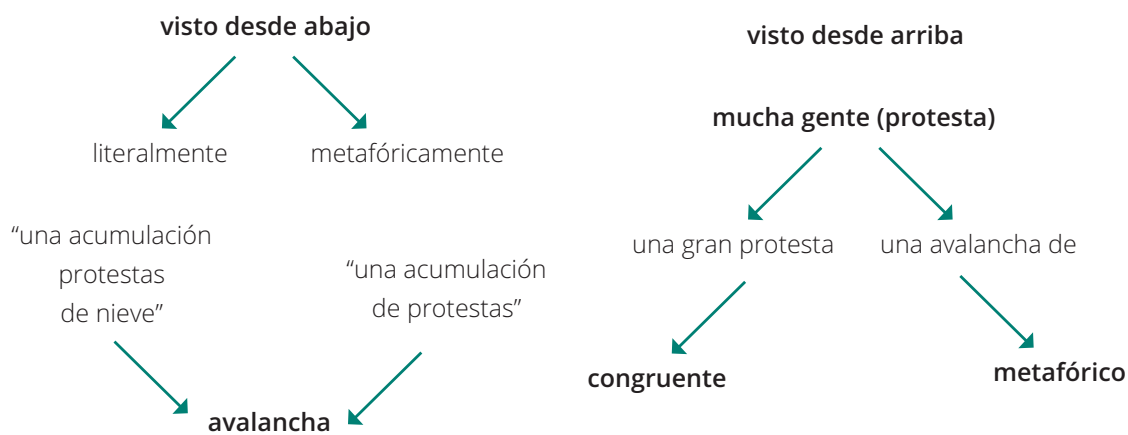 visto desde abajo
literalmente
metafóricamente
“una acumulación
protestas
de nieve”
“una acumulación
de protestas”
avalancha
visto desde arriba
mucha gente (protesta)
una gran protesta
una avalancha de
congruente
metafórico